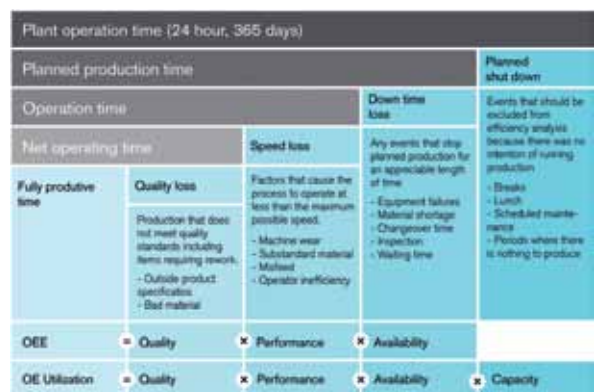 Plant operation time (24 hour, 365 days)
Planned production time
Planned
shut down
Operation time
Down time
loss
Events that should be
excluded from
efficiency analysis
because there was no
intention of running
production
- Breaks
- Lunch
- Scheduled mainte-
nance
- Periods where there
is nothing to produce
Net operating time
Speed loss
Any events that stop
planned production for
an appreciable length
of time
- Equipment failures
- Material shortage
- Changeover time
- Inspection
- Waiting time
Fully produtive
time
Quality loss
Factors that cause the
process to operate at
less than the maximum
possible speed.
- Machine wear
- Substandard material
- Misfeed
- Operator inefficiency
Production that does
not meet quality
standards including
items requiring rework.
- Outside product
specification
- Bad material
OEE = Quality x Performance x Availability
OE Utilization = Quality x Performance x Availability x Capacity